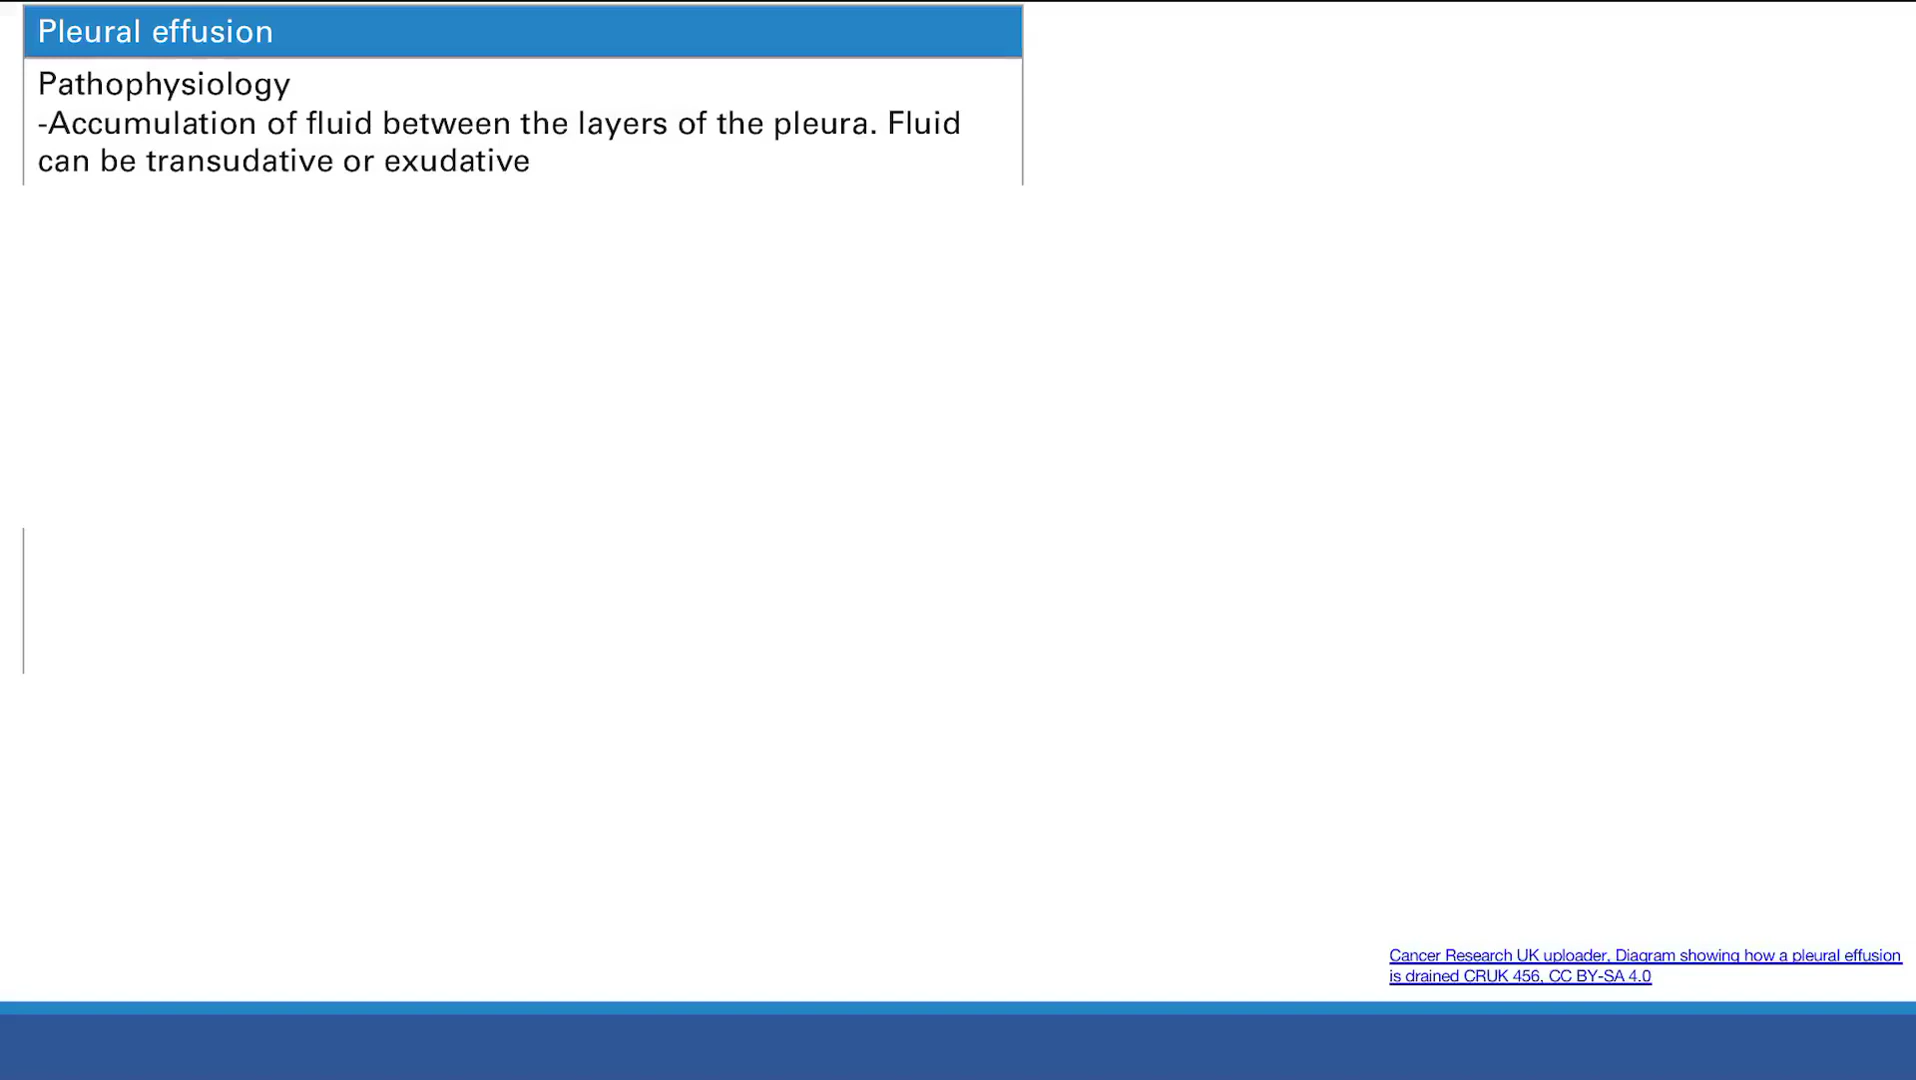 Pleural effusion
Pathophysiology
-Accumulation of fluid between the layers of the pleura. Fluid
can be transudative or exudative
Cancer Research UK uploader, Diagram showing how a pleural effusion
is drained CRUK 456, CC BY-SA 4.0